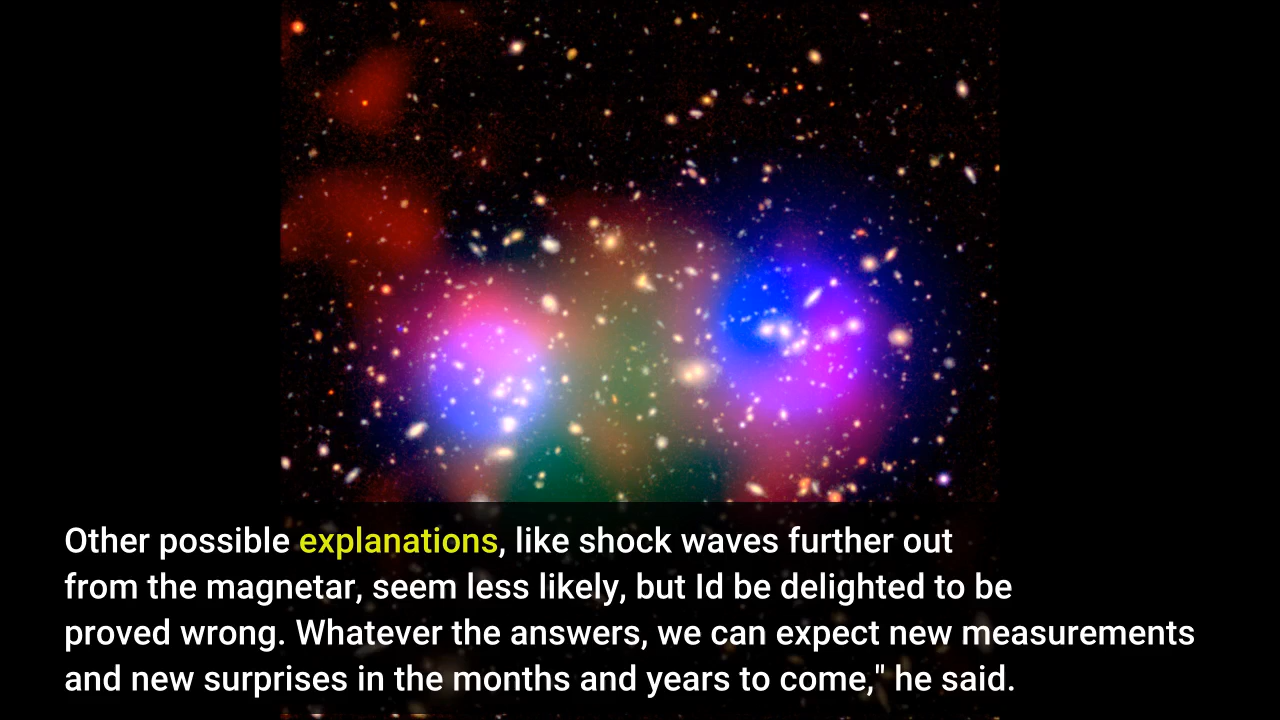 Other possible explanations, like shock waves further out
from the magnetar, seem less likely, but Id be delighted to be
proved wrong. Whatever the answers, we can expect new measurements
and new surprises in the months and years to come," he said.